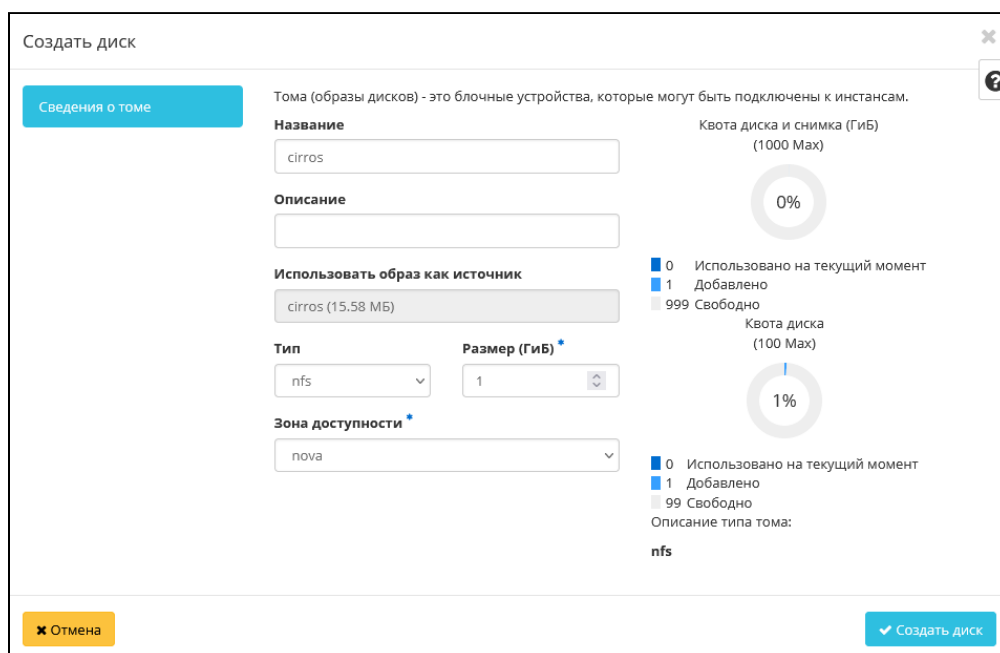 Создать диск
Сведения о томе
Тома (образы дисков) - это блочные устройства, которые могут быть подключены к инстансам.
Название
cirros
Описание
Использовать образ как источник
cirros (15.58 МБ)
Тип
Размер (ГиБ) *
nfs
1
Зона доступности *
nova
Квота диска и снимка (ГиБ)
(1000 Max)
0%
0 Использовано на текущий момент
1 Добавлено
999 Свободно
Квота диска
(100 Max)
1%
0 Использовано на текущий момент
1 Добавлено
99 Свободно
Описание типа тома:
nfs
Отмена
Создать диск